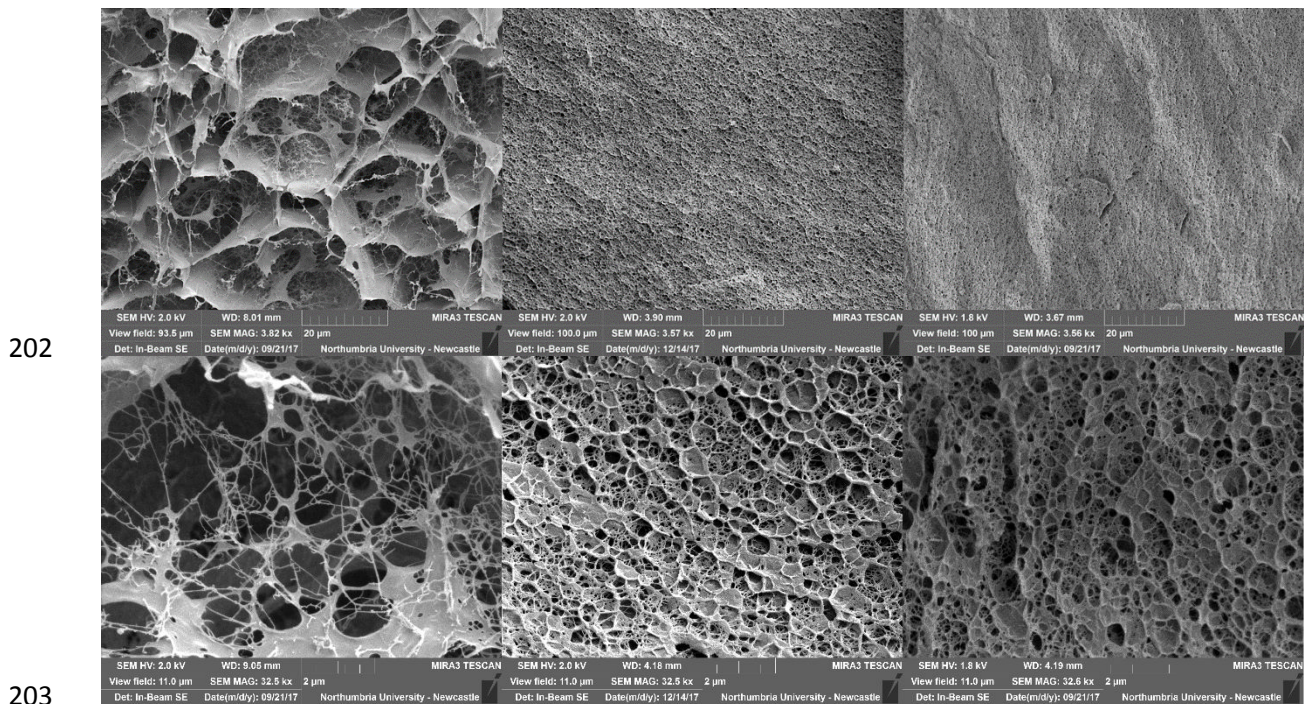 SEM HV: 2.0 kV WD: 8.01 mm MIRA3 TESCAN
View field: 93.5 µm SEM MAG: 3.82 kx 20 µm
Det: In-Beam SE Date(m/d/y): 09/21/17 Northumbria University - Newcastle
SEM HV: 2.0 kV WD: 3.90 mm MIRA3 TESCAN
View field: 100.0 µm SEM MAG: 3.57 kx 20 µm
Det: In-Beam SE Date(m/d/y): 12/14/17 Northumbria University - Newcastle
SEM HV: 1.8 kV WD: 3.67 mm MIRA3 TESCAN
View field: 100 µm SEM MAG: 3.56 kx 20 µm
Det: In-Beam SE Date(m/d/y): 09/21/17 Northumbria University - Newcastle
202
SEM HV: 2.0 kV WD: 9.05 mm MIRA3 TESCAN
View field: 11.0 µm SEM MAG: 32.5 kx 2 µm
Det: In-Beam SE Date(m/d/y): 09/21/17 Northumbria University - Newcastle
SEM HV: 2.0 kV WD: 4.18 mm MIRA3 TESCAN
View field: 11.0 µm SEM MAG: 32.5 kx 2 µm
Det: In-Beam SE Date(m/d/y): 12/14/17 Northumbria University - Newcastle
SEM HV: 1.8 kV WD: 4.19 mm MIRA3 TESCAN
View field: 11.0 µm SEM MAG: 32.6 kx 2 µm
Det: In-Beam SE Date(m/d/y): 09/21/17 Northumbria University - Newcastle
203